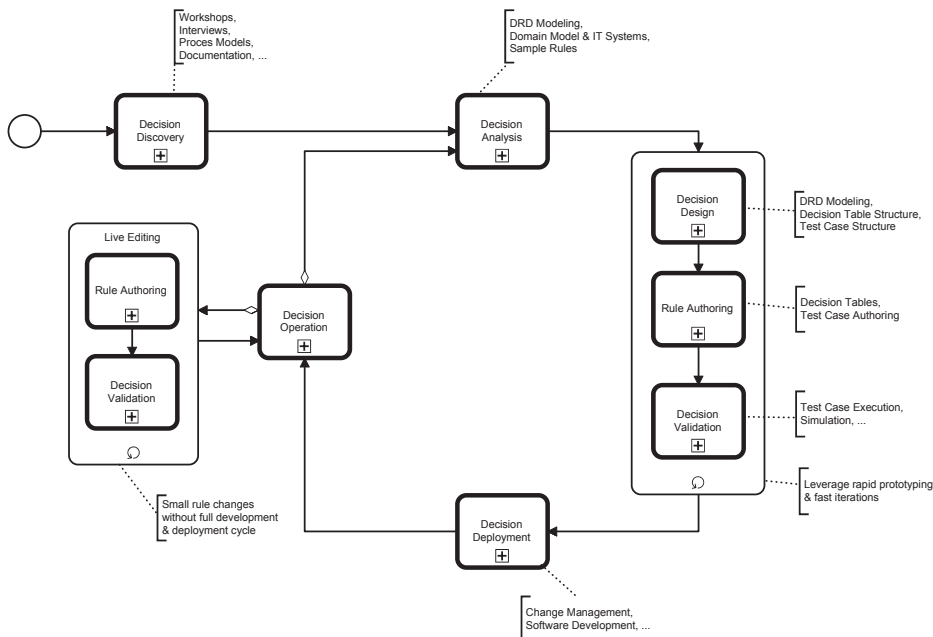 Workshops,
Interviews,
Proces Models,
Documentation, ...
DRD Modeling,
Domain Model & IT Systems,
Sample Rules
Decision
Discovery
Decision
Analysis
Decision
Design
DRD Modeling,
Decision Table Structure,
Test Case Structure
Live Editing
Rule Authoring
Decision
Operation
Rule Authoring
Decision Tables,
Test Case Authoring
Decision
Validation
Decision
Validation
Test Case Execution,
Simulation, ...
Small rule changes
without full development
& deployment cycle
Leverage rapid prototyping
& fast iterations
Decision
Deployment
Change Management,
Software Development, ...